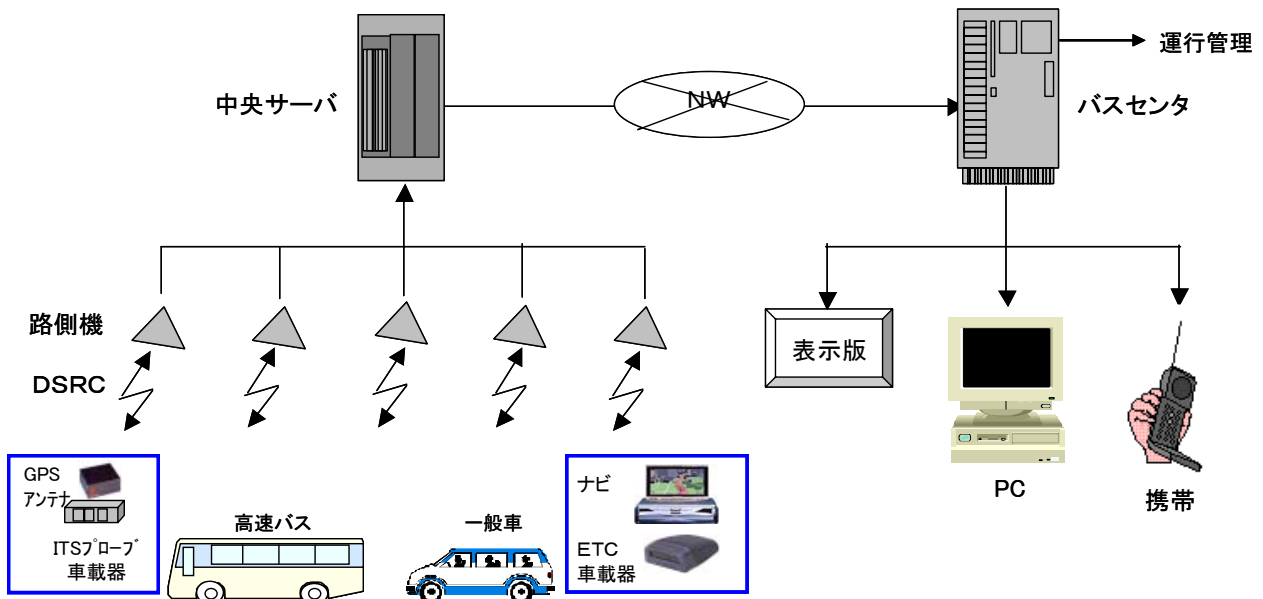 運行管理
中央サーバ
NW
バスセンタ
路側機
DSRC
表示版
PC
携帯
GPS
アンテナ
ITSﾌﾟﾛｰﾌﾞ
車載器
高速バス
一般車
ナビ
ETC
車載器